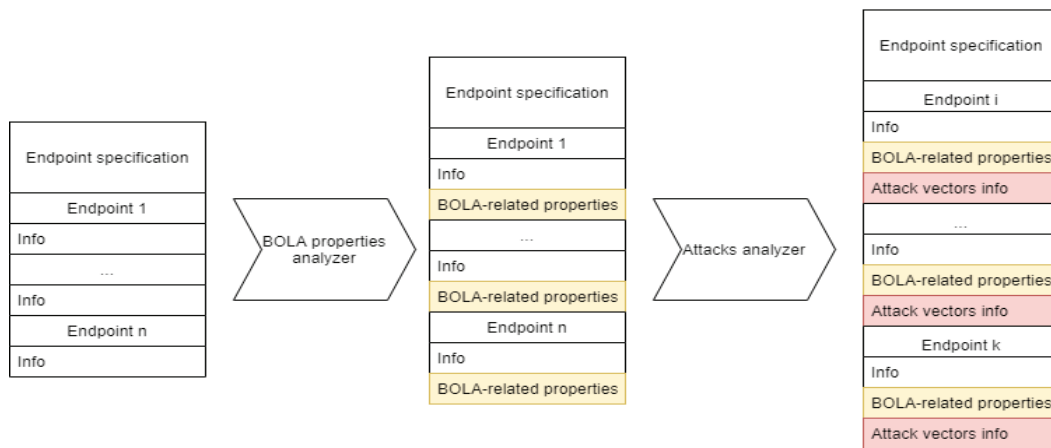 Endpoint specification
Endpoint 1
Info
...
Info
Endpoint n
Info
BOLA properties
analyzer
Endpoint specification
Endpoint 1
Info
BOLA-related properties
...
Info
BOLA-related properties
Endpoint n
Info
BOLA-related properties
Attacks analyzer
Endpoint specification
Endpoint i
Info
BOLA-related properties
Attack vectors info
...
Info
BOLA-related properties
Attack vectors info
Endpoint k
Info
BOLA-related properties
Attack vectors info